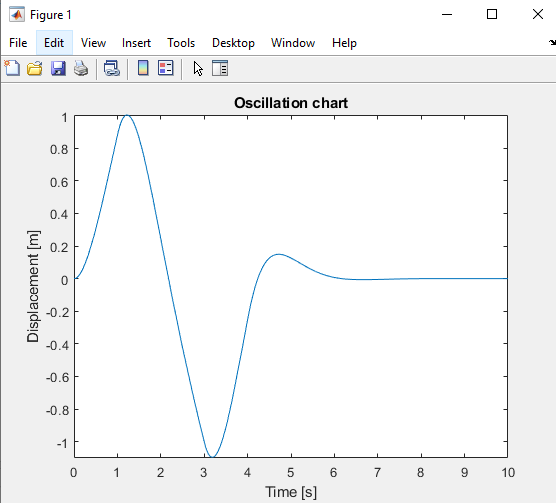 Figure 1
File Edit View Insert Tools Desktop Window Help
Oscillation chart
1
0.8
0.6
0.4
0.2
0
-0.2
-0.4
-0.6
-0.8
-1
Displacement [m]
0 1 2 3 4 5 6 7 8 9 10
Time [s]